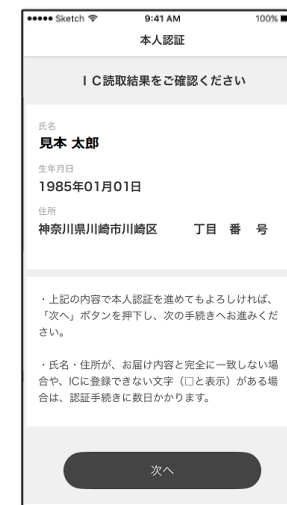 ●●●●● Sketch 9:41 AM 100%
本人認証
ＩＣ読取結果をご確認ください
氏名
見本 太郎
生年月日
1985年01月01日
住所
神奈川県川崎市川崎区　　丁目　番　号
・上記の内容で本人認証を進めてもよろしければ、
「次へ」ボタンを押下し、次の手続きへお進みくだ
さい。
・氏名・住所が、お届け内容と完全に一致しない場
合や、ICに登録できない文字（□と表示）がある場
合は、認証手続きに数日かかります。
次へ